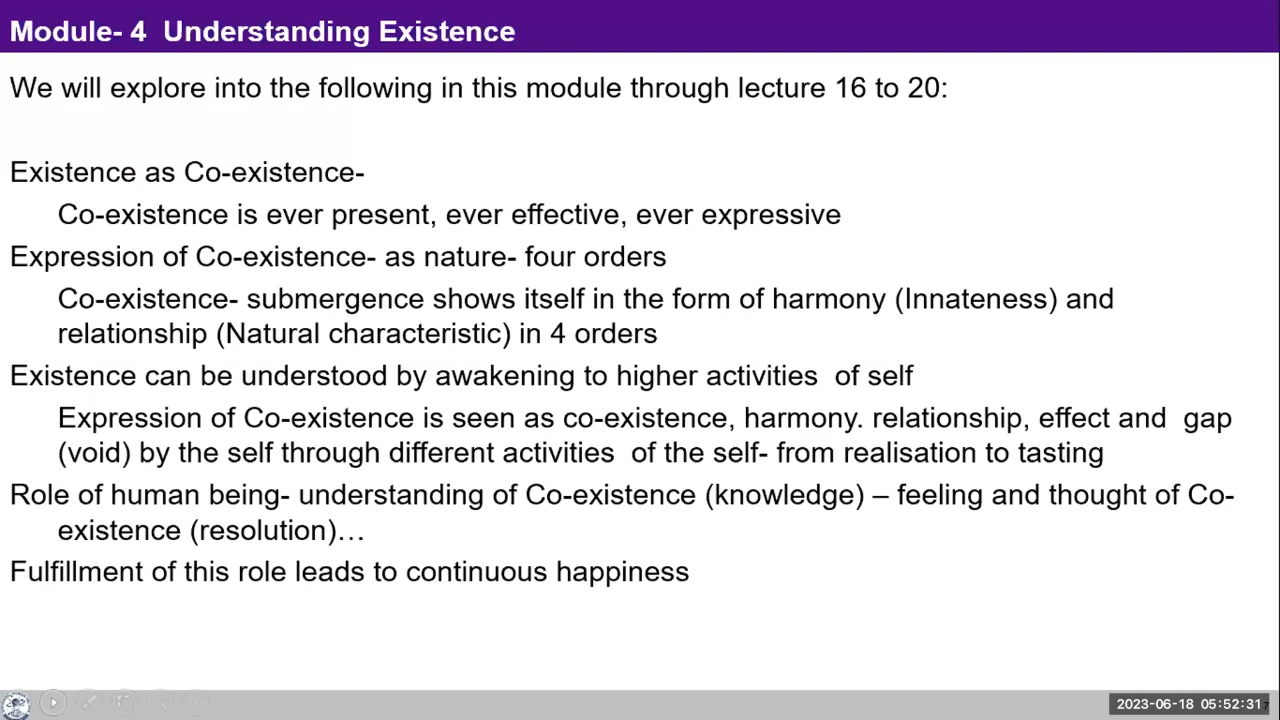 Module- 4  Understanding Existence
We will explore into the following in this module through lecture 16 to 20:
Existence as Co-existence-
Co-existence is ever present, ever effective, ever expressive
Expression of Co-existence- as nature- four orders
Co-existence- submergence shows itself in the form of harmony (Innateness) and
relationship (Natural characteristic) in 4 orders
Existence can be understood by awakening to higher activities  of self
Expression of Co-existence is seen as co-existence, harmony. relationship, effect and  gap
(void) by the self through different activities  of the self- from realisation to tasting
Role of human being- understanding of Co-existence (knowledge) – feeling and thought of Co-
existence (resolution)…
Fulfillment of this role leads to continuous happiness
2023-06-18  05:52:31
7